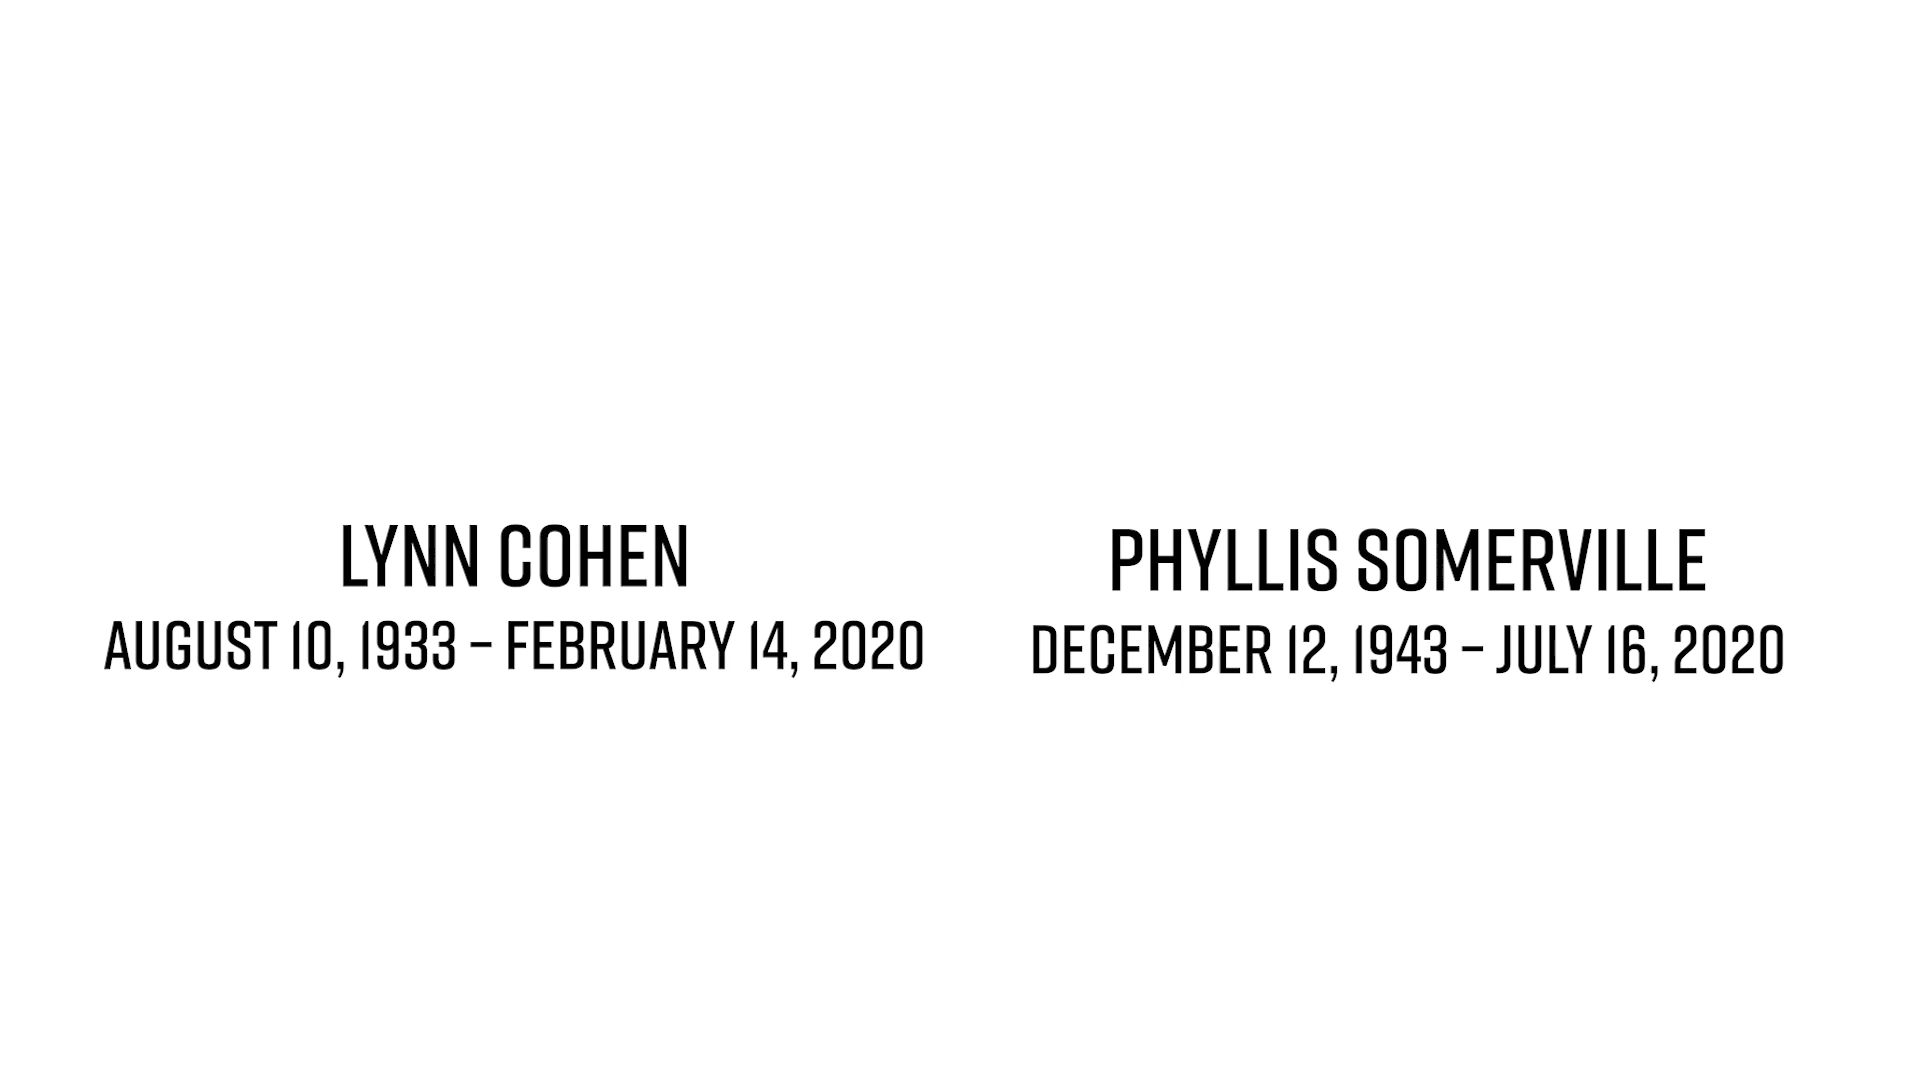 LYNN COHEN
AUGUST 10, 1933 – FEBRUARY 14, 2020
PHYLLIS SOMERVILLE
DECEMBER 12, 1943 – JULY 16, 2020